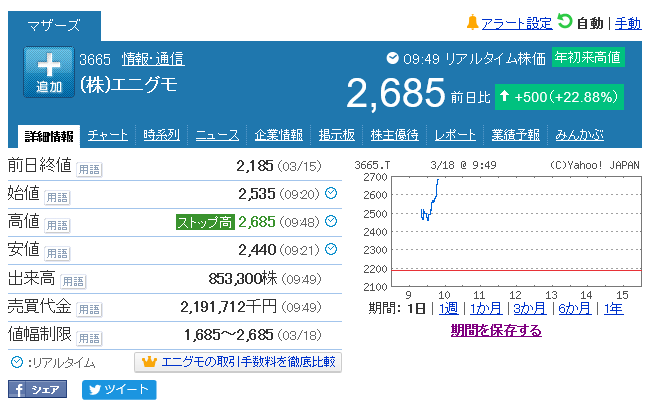 マザーズ
アラート設定 自動 | 手動
追加
3665 情報・通信
(株)エニグモ
09:49 リアルタイム株価 年初来高値
2,685 前日比 +500(+22.88%)
詳細情報 チャート 時系列 ニュース 企業情報 掲示板 株主優待 レポート 業績予報 みんかぶ
前日終値 用語 2,185 (03/15)
始値 用語 2,535 (09:20)
高値 用語 ストップ高 2,685 (09:48)
安値 用語 2,440 (09:21)
出来高 用語 853,300株 (09:49)
売買代金 用語 2,191,712千円 (09:49)
値幅制限 用語 1,685～2,685 (03/18)
:リアルタイム
エニグモの取引手数料を徹底比較
シェア ツイート
3665.T 3/18 @ 9:49 (C)Yahoo! JAPAN
2700
2600
2500
2400
2300
2200
2100
9 10 11 12 13 14 15
期間: 1日 | 1週 | 1か月 | 3か月 | 6か月 | 1年
期間を保存する